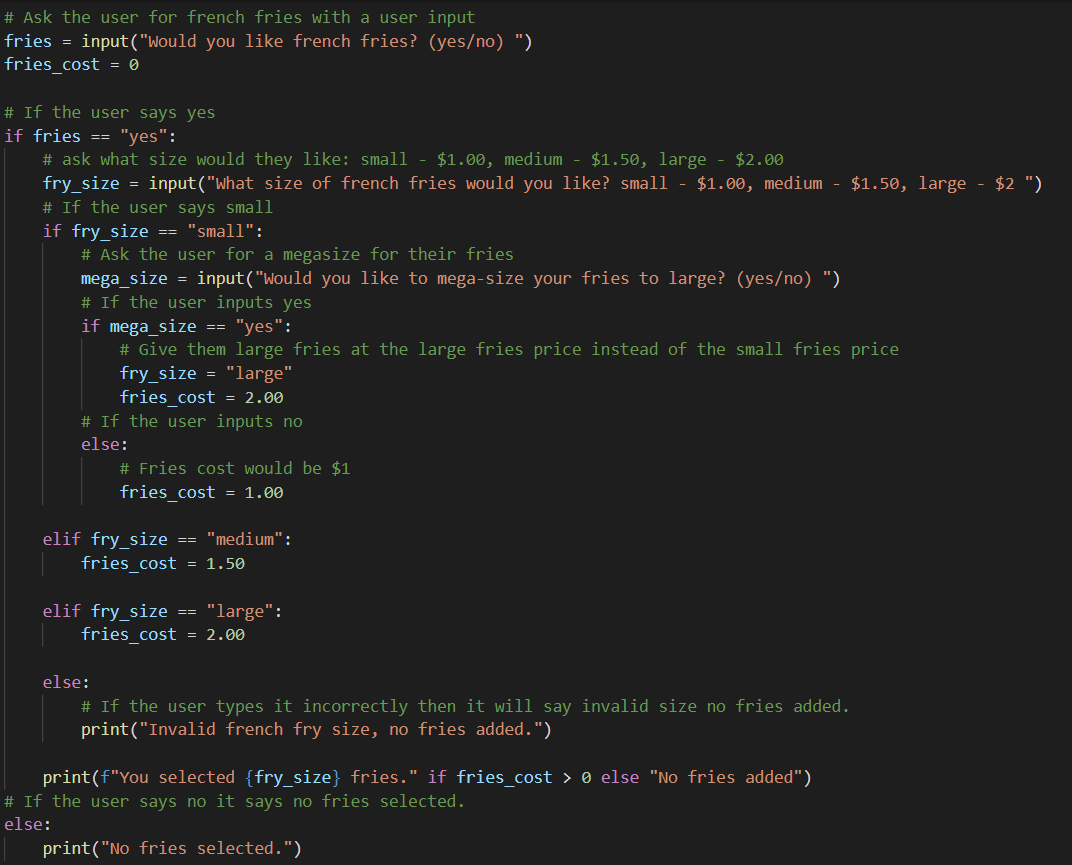 # Ask the user for french fries with a user input
fries = input("Would you like french fries? (yes/no) ")
fries_cost = 0

# If the user says yes
if fries == "yes":
    # ask what size would they like: small - $1.00, medium - $1.50, large - $2.00
    fry_size = input("What size of french fries would you like? small - $1.00, medium - $1.50, large - $2 ")
    # If the user says small
    if fry_size == "small":
        # Ask the user for a megasize for their fries
        mega_size = input("Would you like to mega-size your fries to large? (yes/no) ")
        # If the user inputs yes
        if mega_size == "yes":
            # Give them large fries at the large fries price instead of the small fries price
            fry_size = "large"
            fries_cost = 2.00
        # If the user inputs no
        else:
            # Fries cost would be $1
            fries_cost = 1.00

    elif fry_size == "medium":
        fries_cost = 1.50

    elif fry_size == "large":
        fries_cost = 2.00

    else:
        # If the user types it incorrectly then it will say invalid size no fries added.
        print("Invalid french fry size, no fries added.")

    print(f"You selected {fry_size} fries." if fries_cost > 0 else "No fries added")
# If the user says no it says no fries selected.
else:
    print("No fries selected.")